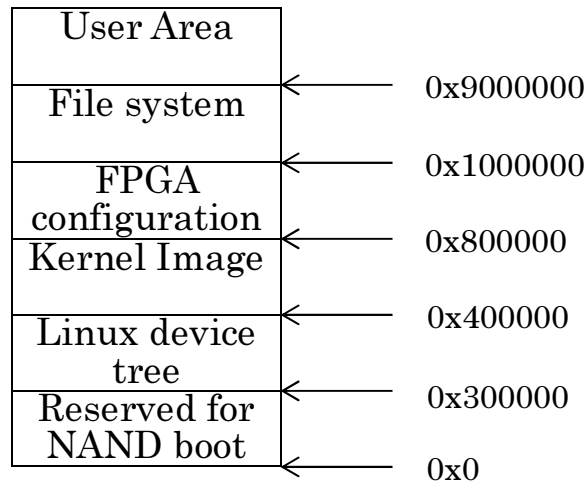 User Area
0x9000000
File system
0x1000000
FPGA
configuration
0x800000
Kernel Image
0x400000
Linux device
tree
0x300000
Reserved for
NAND boot
0x0